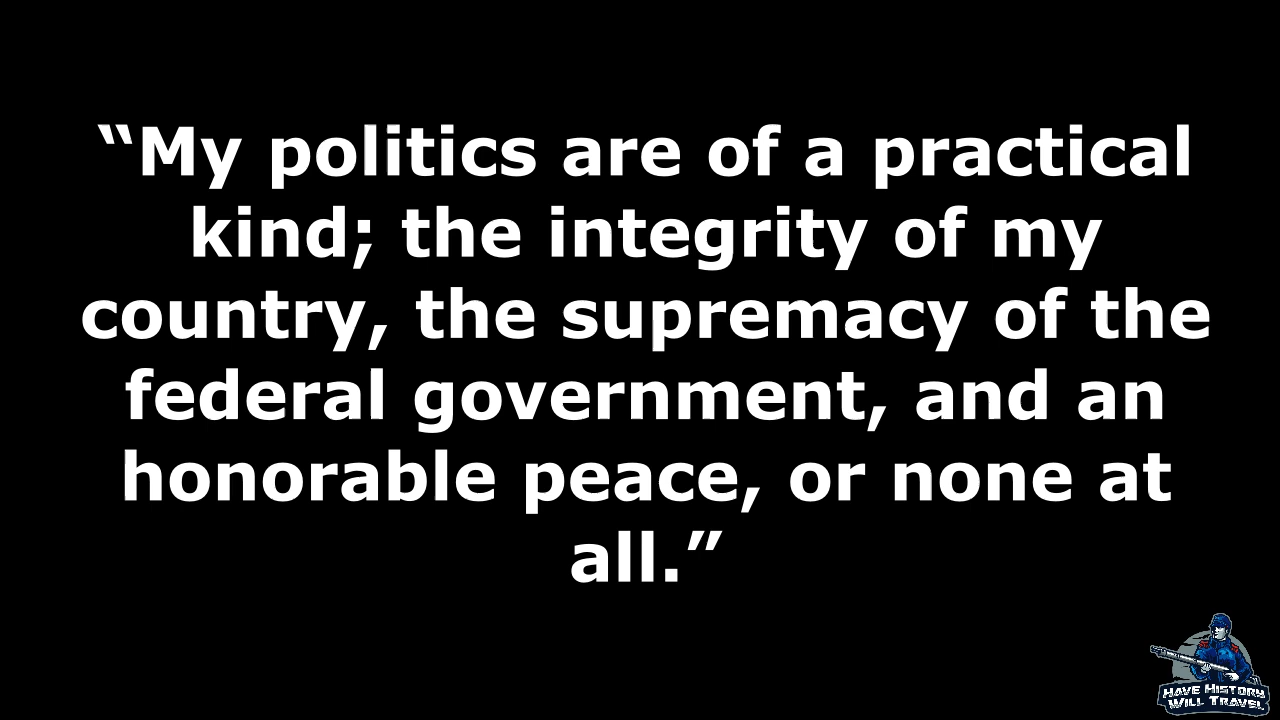 “My politics are of a practical
kind; the integrity of my
country, the supremacy of the
federal government, and an
honorable peace, or none at
all.”
HAVE HISTORY
WILL TRAVEL